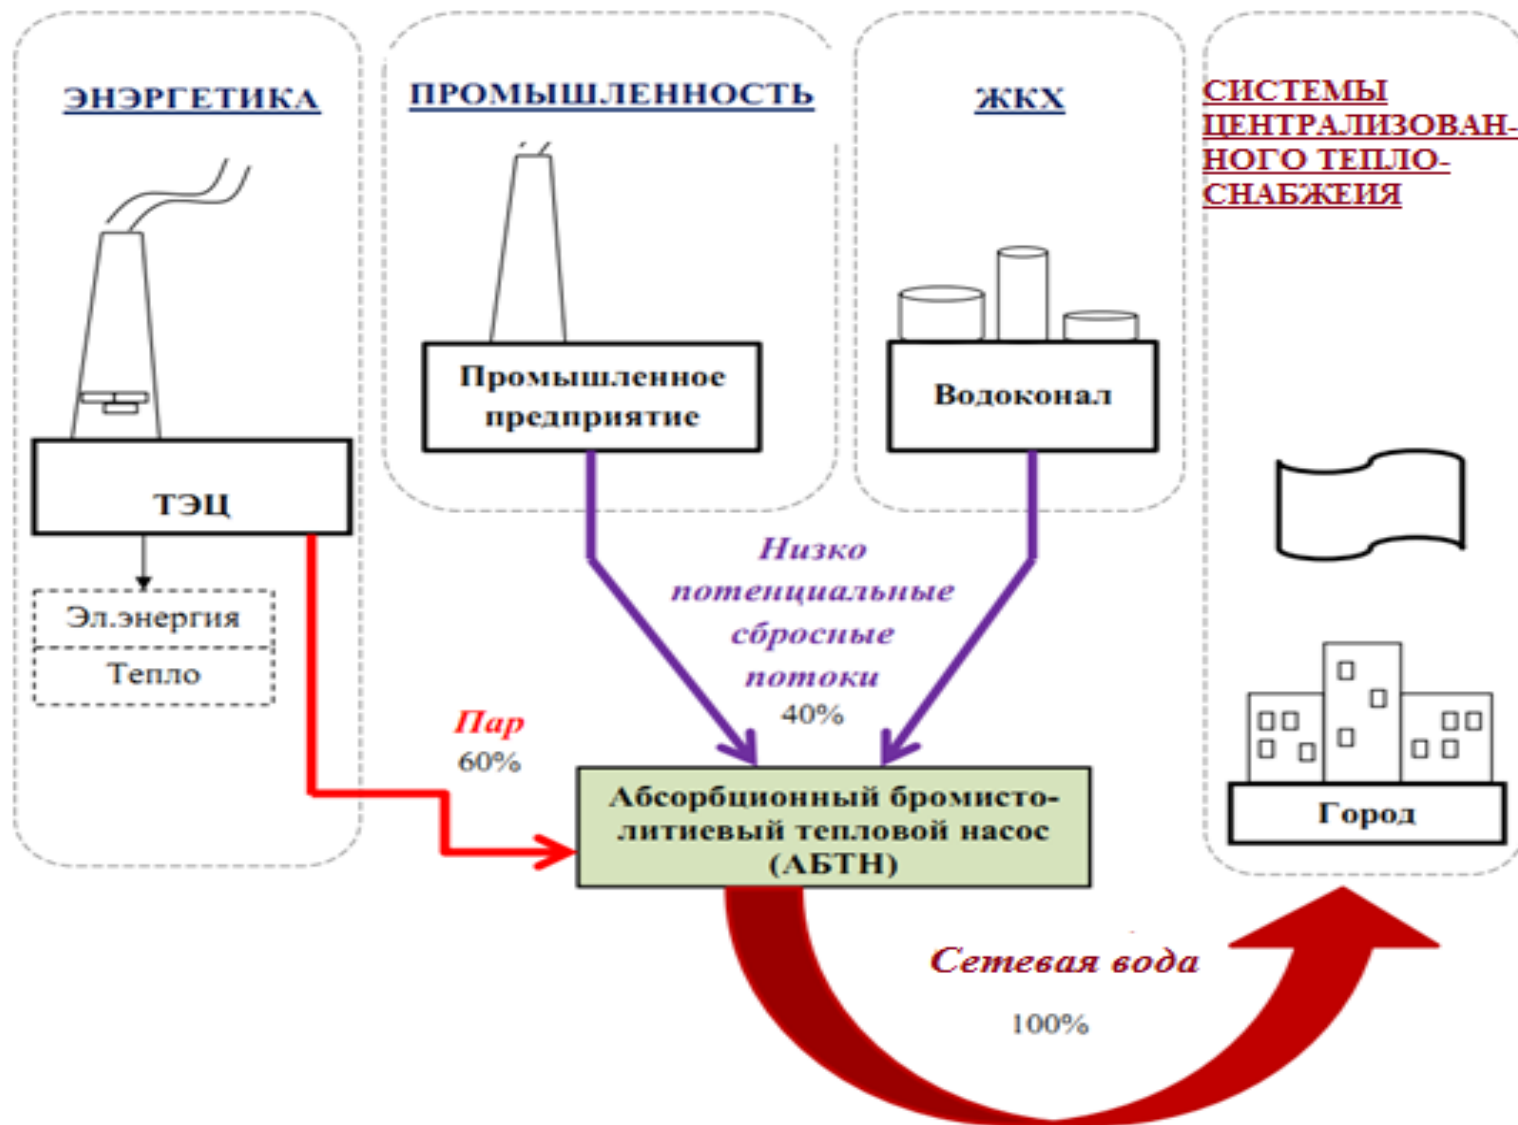 ЭНЭРГЕТИКА
ПРОМЫШЛЕННОСТЬ
ЖКХ
СИСТЕМЫ
ЦЕНТРАЛИЗОВАН-
НОГО ТЕПЛО-
СНАБЖЕИЯ
Промышленное
предприятие
Водоконал
ТЭЦ
Эл.энергия
Тепло
Низко
потенциальные
сбросные
потоки
40%
Пар
60%
Абсорбционный бромисто-
литиевый тепловой насос
(АБТН)
Город
Сетевая вода
100%